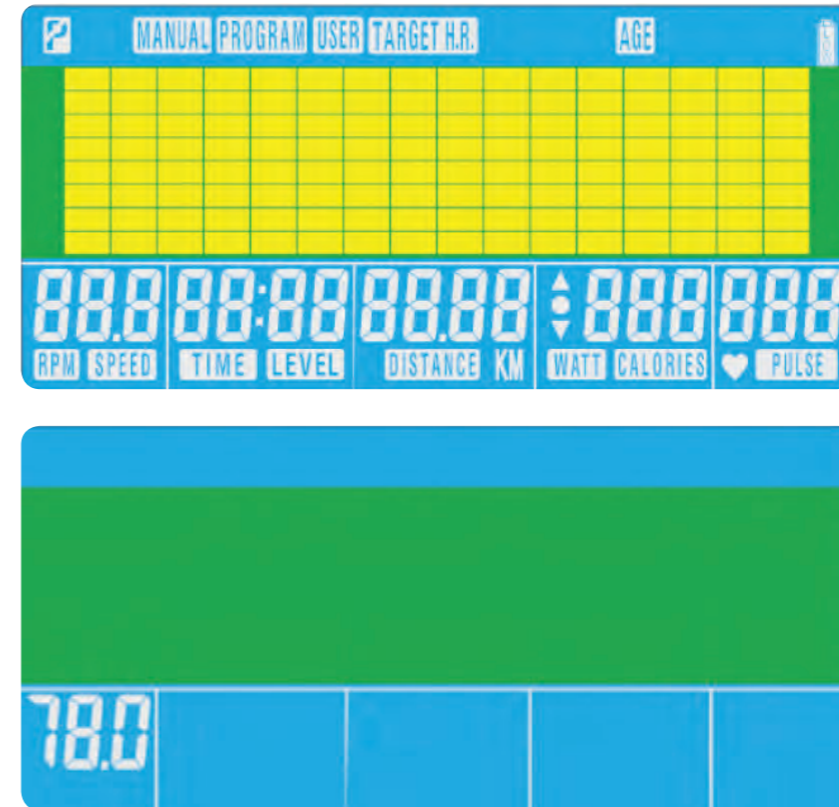 P MANUAL PROGRAM USER TARGET H.R. AGE
88.8 88:88 88.88 888 888
RPM SPEED TIME LEVEL DISTANCE KM WATT CALORIES PULSE
78.0